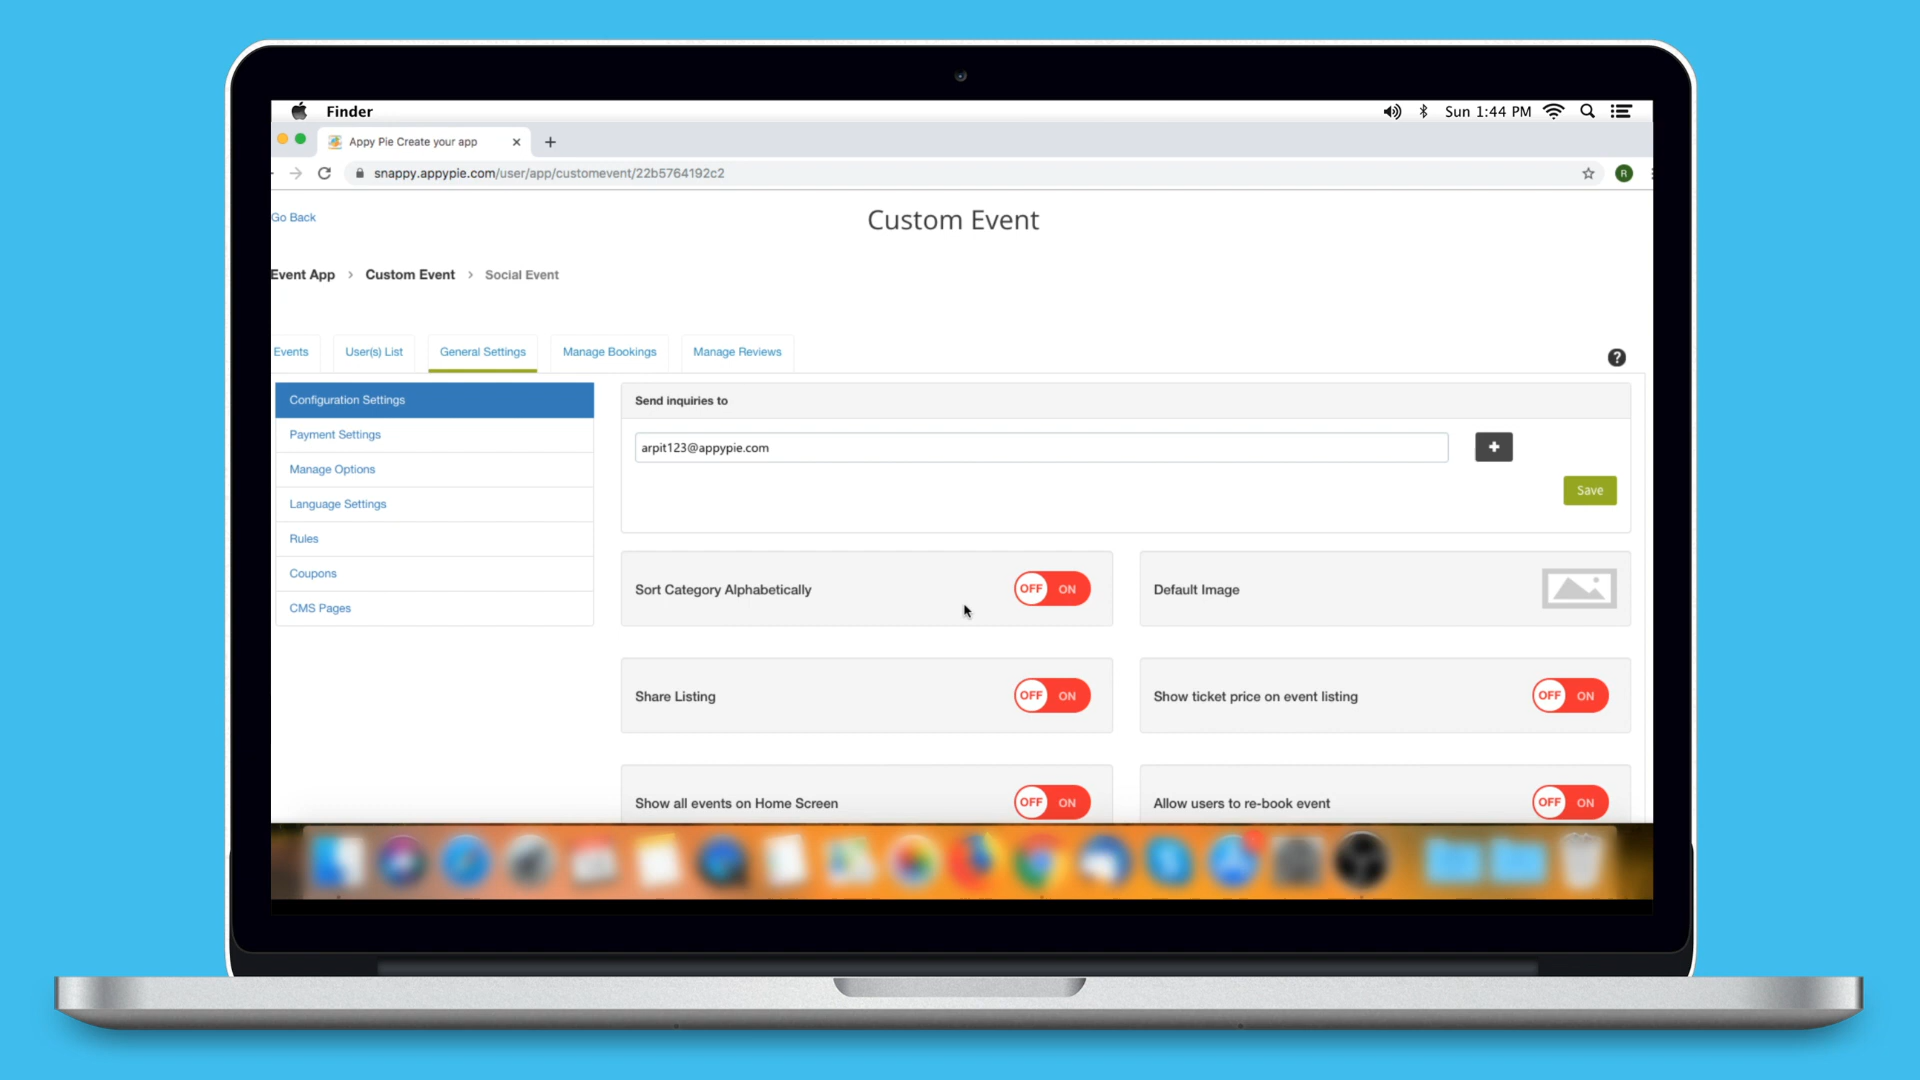 Finder
Sun 1:44 PM
Appy Pie Create your app
snappy.appypie.com/user/app/customevent/22b5764192c2
R
Go Back
Custom Event
Event App > Custom Event > Social Event
Events
User(s) List
General Settings
Manage Bookings
Manage Reviews
?
Configuration Settings
Payment Settings
Manage Options
Language Settings
Rules
Coupons
CMS Pages
Send inquiries to
arpit123@appypie.com
Save
Sort Category Alphabetically
OFF ON
Default Image
Share Listing
OFF ON
Show ticket price on event listing
OFF ON
Show all events on Home Screen
OFF ON
Allow users to re-book event
OFF ON